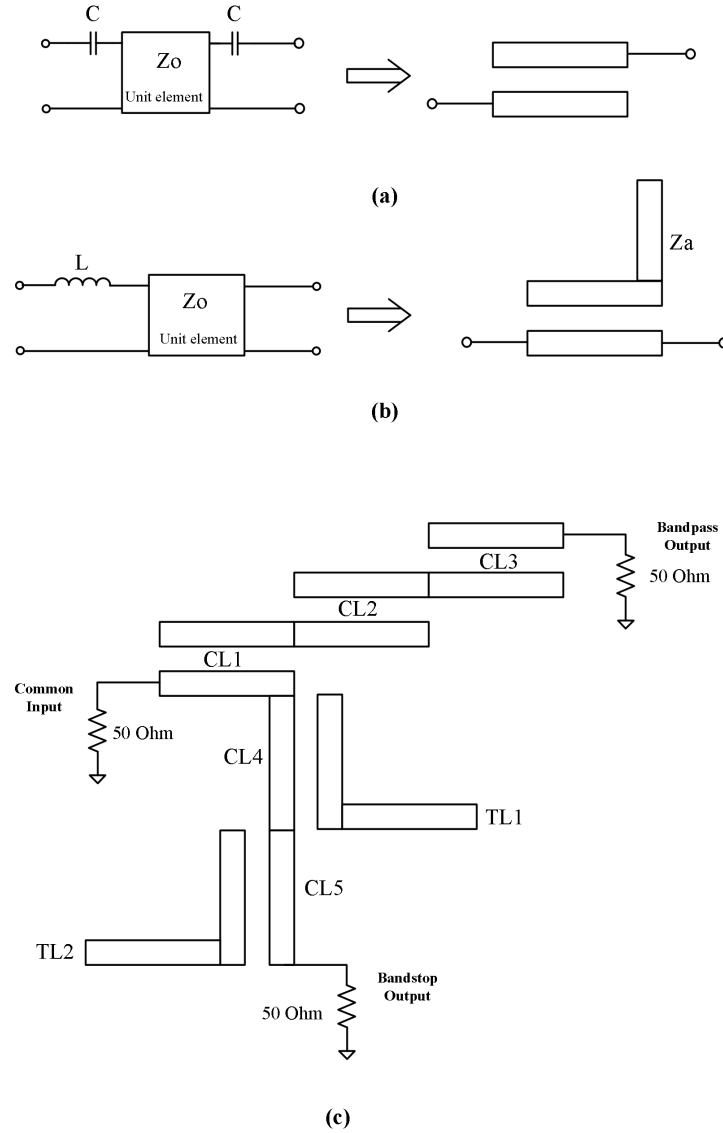 C
C
Zo
Unit element
(a)
L
Zo
Unit element
Za
(b)
Bandpass
Output
50 Ohm
CL3
CL2
CL1
Common
Input
50 Ohm
CL4
TL1
CL5
TL2
Bandstop
Output
50 Ohm
(c)